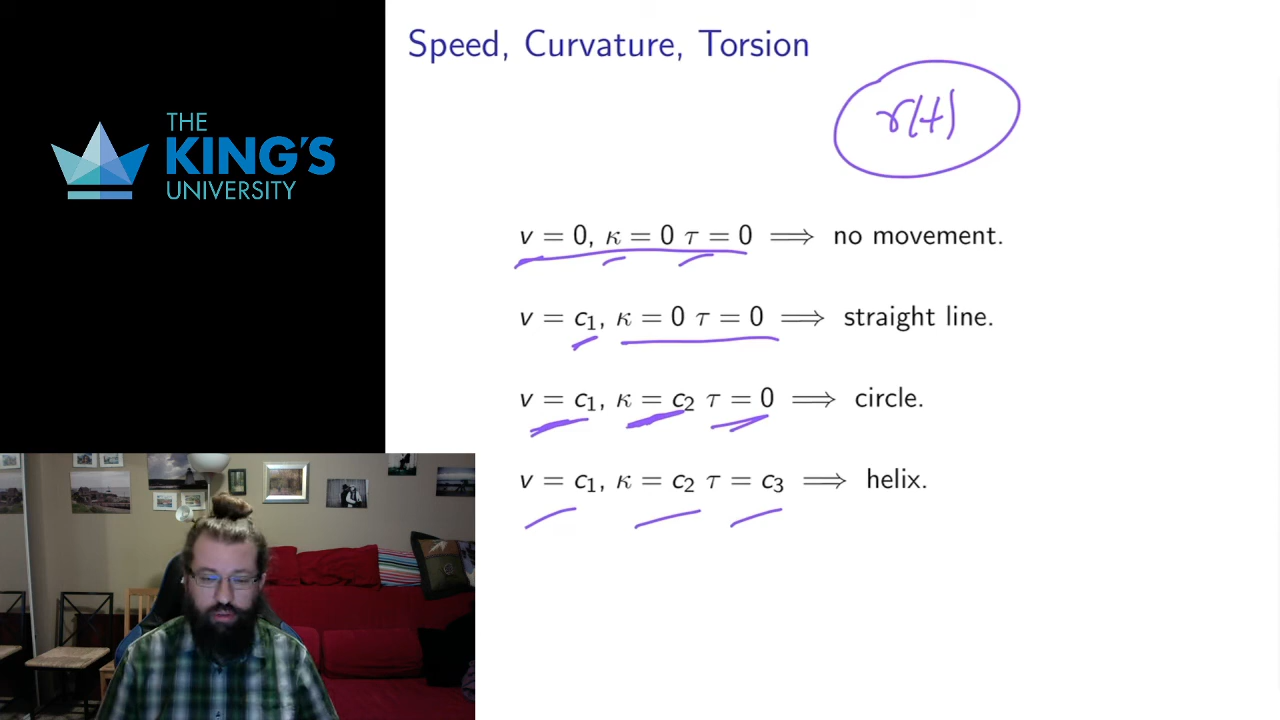 Speed, Curvature, Torsion
THE
KING'S
UNIVERSITY
r(t)
v = 0, κ = 0 τ = 0 ⟹ no movement.
v = c₁, κ = 0 τ = 0 ⟹ straight line.
v = c₁, κ = c₂ τ = 0 ⟹ circle.
v = c₁, κ = c₂ τ = c₃ ⟹ helix.